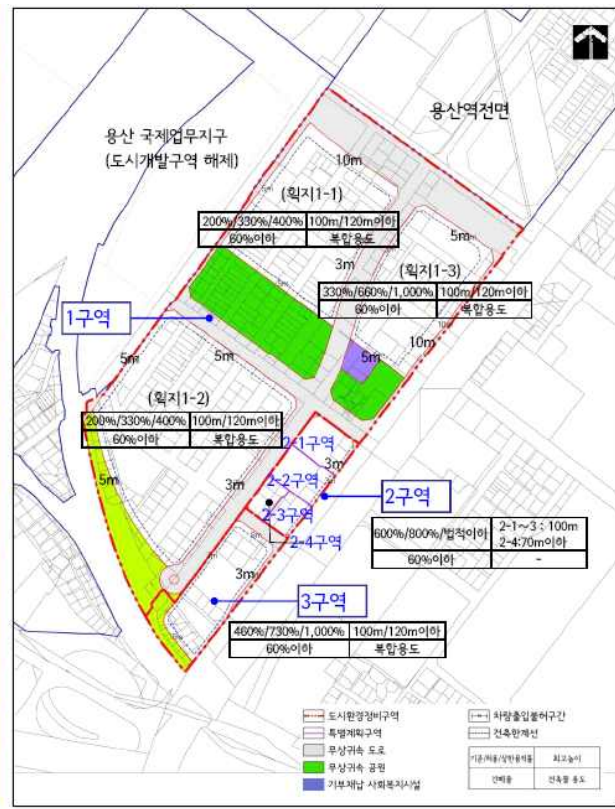 용산역전면
용산 국제업무지구
(도시개발구역 해제)
10m
(획지1-1)
200%/330%/400% 100m/120m이하
60%이하 복합용도
5m
3m
(획지1-3)
330%/660%/1,000% 100m/120m이하
60%이하 복합용도
1구역
10m
5m
5m
5m
(획지1-2)
200%/330%/400% 100m/120m이하
60%이하 복합용도
2-1구역
3m
2-2구역
5m
3m
2구역
2-3구역
2-4구역
600%/800%/법적이하 2-1~3 : 100m
2-4:70m이하
60%이하 -
3m
3구역
460%/730%/1,000% 100m/120m이하
60%이하 복합용도
도시환경정비구역
차량출입불허구간
특별계획구역
건축한계선
무상귀속 도로
무상귀속 공원
기부채납 사회복지시설
기준/허용/상한용적률 최고높이
건폐율 건축물 용도